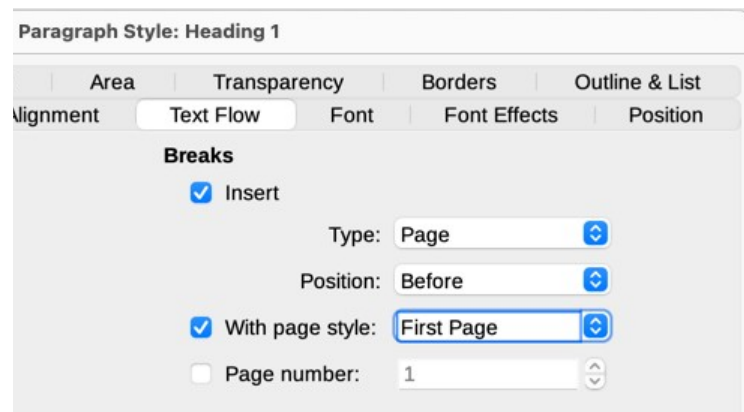 Paragraph Style: Heading 1
Area Transparency Borders Outline & List
Alignment Text Flow Font Font Effects Position
Breaks
Insert
Type: Page
Position: Before
With page style: First Page
Page number: 1